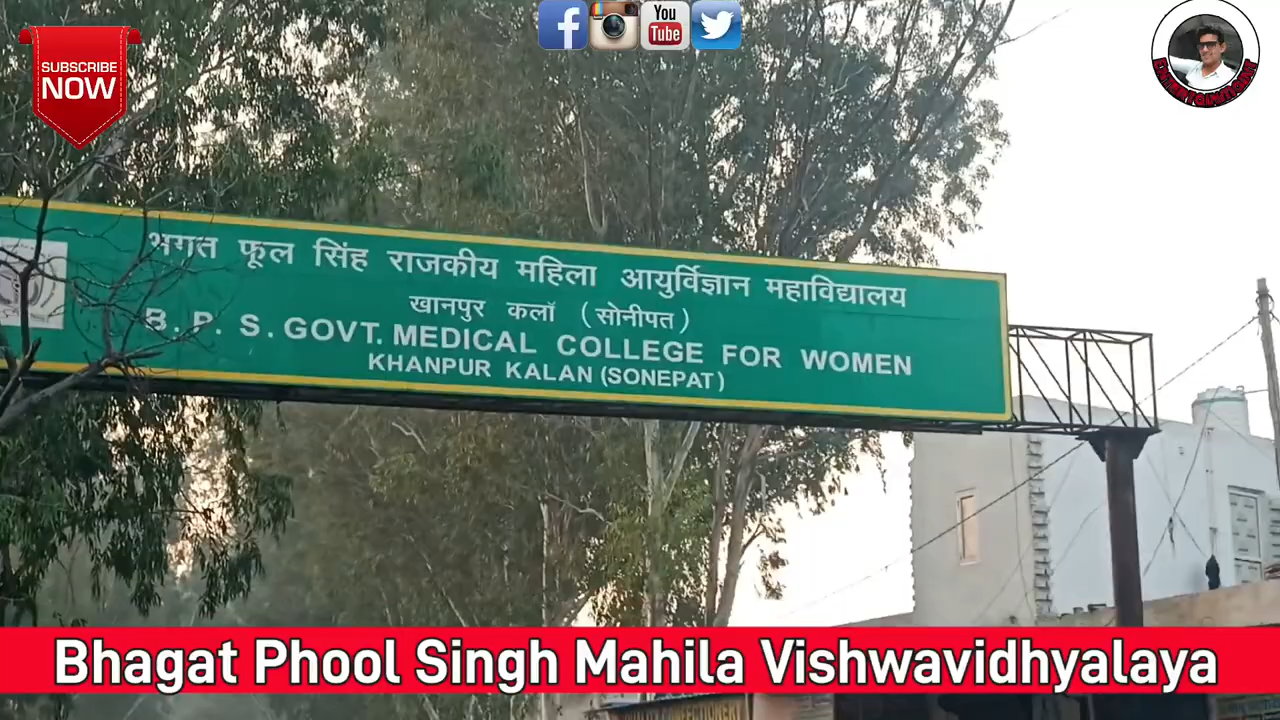 SUBSCRIBE
NOW
You
Tube
ENTERTAINMENT
भगत फूल सिंह राजकीय महिला आयुर्विज्ञान महाविद्यालय
खानपुर कलॉ (सोनीपत)
B. P. S. GOVT. MEDICAL COLLEGE FOR WOMEN
KHANPUR KALAN (SONEPAT)
Bhagat Phool Singh Mahila Vishwavidhyalaya